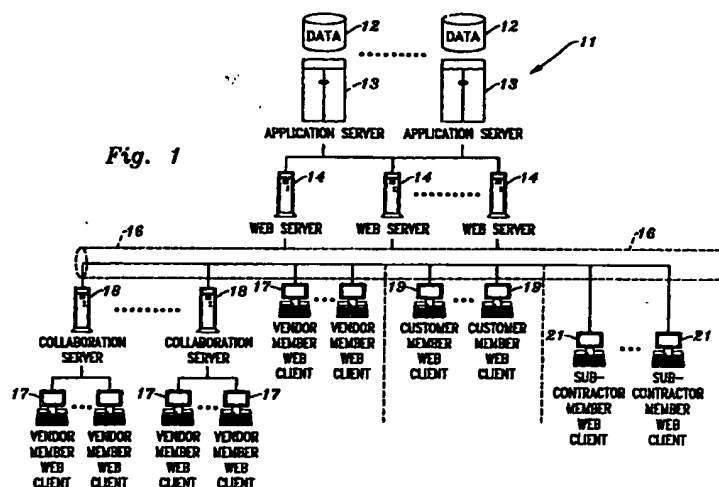 DATA 12 DATA 12
11
13 13
APPLICATION SERVER APPLICATION SERVER
Fig. 1
14 14 14
WEB SERVER WEB SERVER WEB SERVER
16 16
18 18 17 19 19
COLLABORATION SERVER
COLLABORATION SERVER
VENDOR MEMBER WEB CLIENT
VENDOR MEMBER WEB CLIENT
CUSTOMER MEMBER WEB CLIENT
CUSTOMER MEMBER WEB CLIENT
21 21
SUB-CONTRACTOR MEMBER WEB CLIENT
SUB-CONTRACTOR MEMBER WEB CLIENT
17 17 17 17
VENDOR MEMBER WEB CLIENT
VENDOR MEMBER WEB CLIENT
VENDOR MEMBER WEB CLIENT
VENDOR MEMBER WEB CLIENT